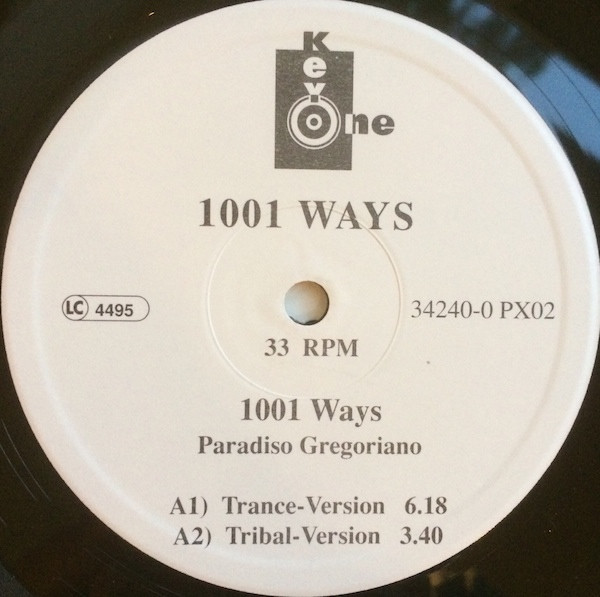 Key One
1001 WAYS
LC 4495
34240-0 PX02
33 RPM
1001 Ways
Paradiso Gregoriano
A1) Trance-Version 6.18
A2) Tribal-Version 3.40